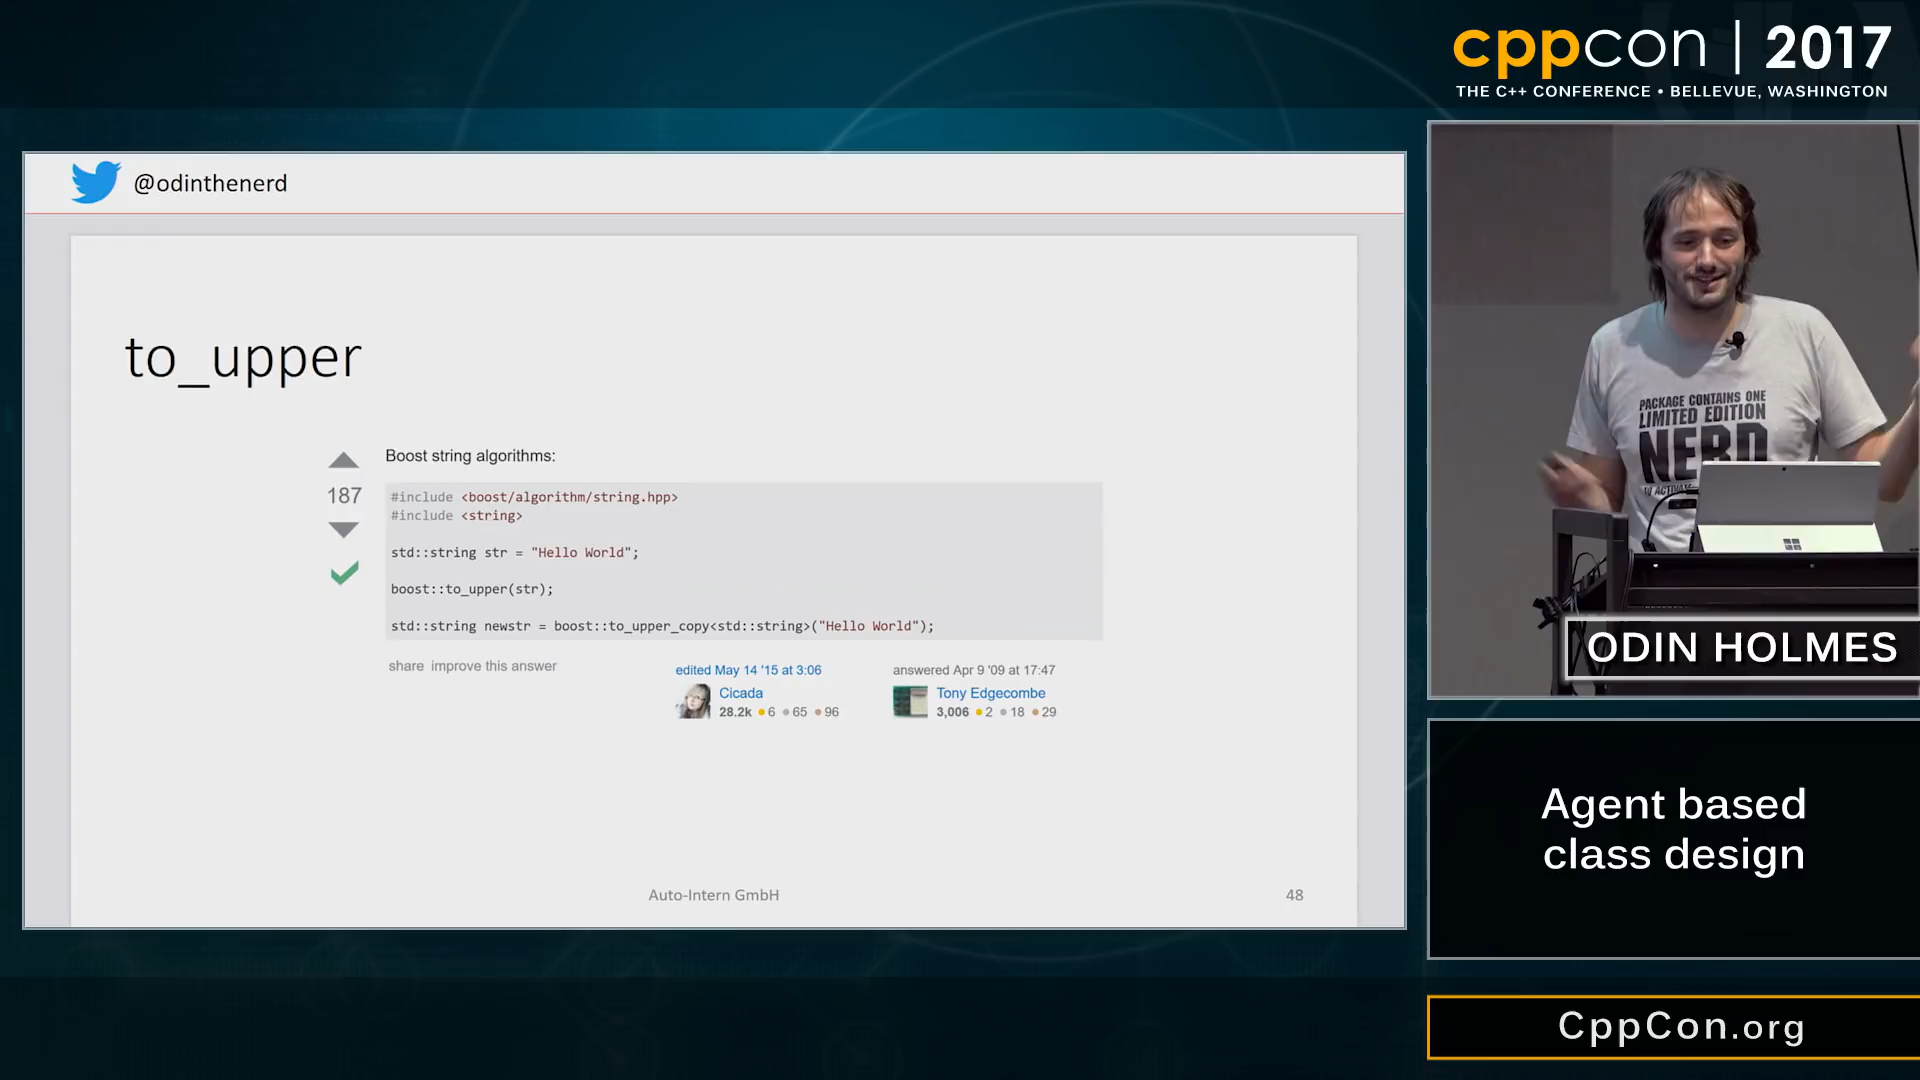 cppcon | 2017
THE C++ CONFERENCE • BELLEVUE, WASHINGTON
@odinthenerd
to_upper
187
Boost string algorithms:
#include <boost/algorithm/string.hpp>
#include <string>
std::string str = "Hello World";
boost::to_upper(str);
std::string newstr = boost::to_upper_copy<std::string>("Hello World");
share improve this answer
edited May 14 '15 at 3:06
Cicada
28.2k 6 65 96
answered Apr 9 '09 at 17:47
Tony Edgecombe
3,006 2 18 29
Auto-Intern GmbH
48
PACKAGE CONTAINS ONE
LIMITED EDITION
NERD
ODIN HOLMES
Agent based
class design
CppCon.org